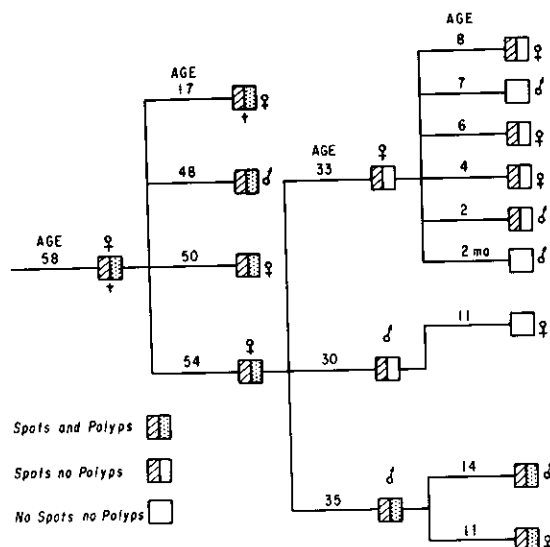 8 ♀
AGE
17 ♀
†
7 ♂
6 ♀
AGE
33 ♀
4 ♀
48 ♂
2 ♂
2 mo ♂
AGE
58 ♀
†
50 ♀
11 ♀
54 ♀
30 ♂
35 ♂
14 ♂
11 ♀
Spots and Polyps
Spots no Polyps
No Spots no Polyps